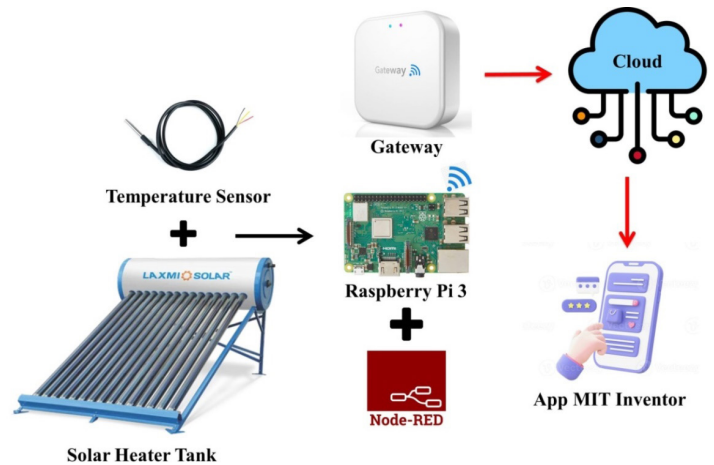 Gateway
Gateway
Cloud
Temperature Sensor
LAXMI SOLAR
Raspberry Pi 3
Node-RED
App MIT Inventor
Solar Heater Tank